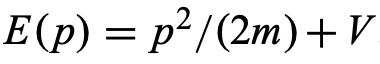 E(p) = p²/(2m) + V